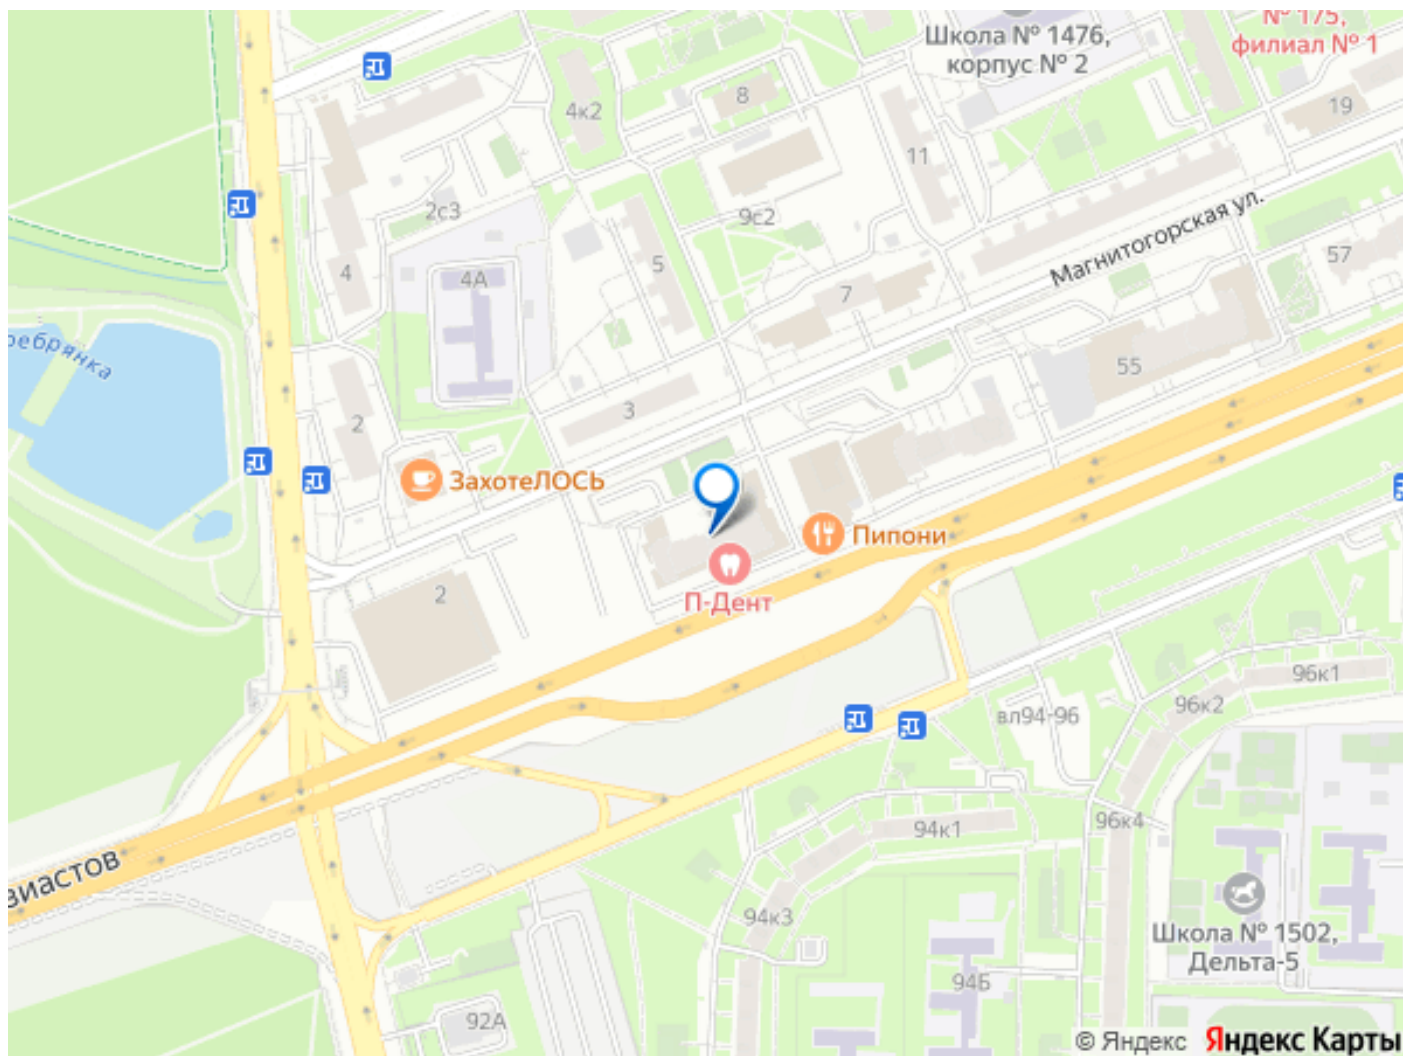 Школа № 1476,
корпус № 2
№ 175,
филиал № 1
8
4к2
19
11
2с3
9с2
Магнитогорская ул.
4
4А
5
7
57
ребрянка
55
2
3
ЗахотеЛОСЬ
Пипони
2
П-Дент
96к1
96к2
вл94-96
94к1
96к4
зиастов
94к3
Школа № 1502,
Дельта-5
94Б
92А
© Яндекс Яндекс Карты